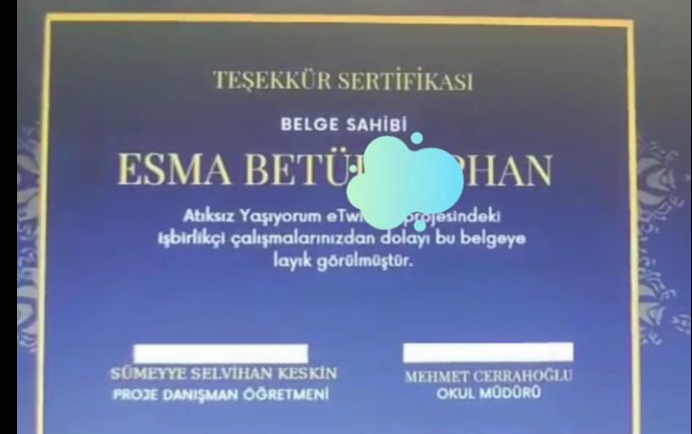 TEŞEKKÜR SERTİFİKASI
BELGE SAHİBİ
ESMA
Atıksız Yaşıyorum
işbirlikçi çalışmalarınızdan dolayı bu belgeye
layık görülmüştür.
SÜMEYYE SELVİHAN KESKİN
MEHMET CERRAHOĞLU
PROJE DANIŞMAN ÖĞRETMENİ
OKUL MÜDÜRÜ